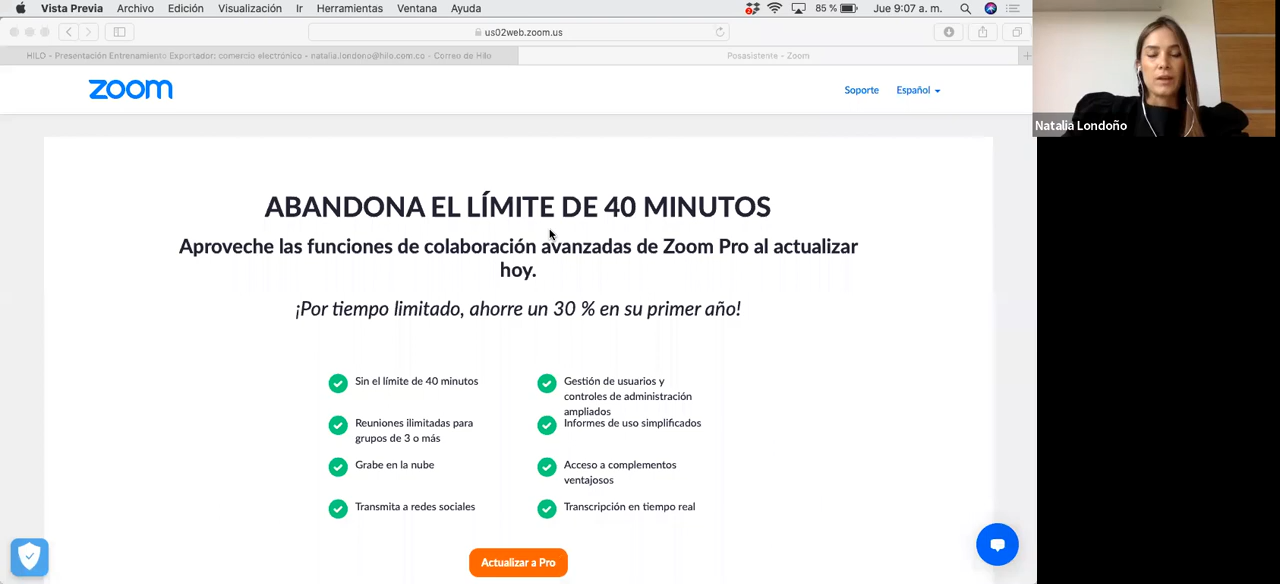 Vista Previa Archivo Edición Visualización Ir Herramientas Ventana Ayuda 85 % Jue 9:07 a. m.
us02web.zoom.us
HILO - Presentación Entrenamiento Exportador: comercio electrónico - natalia.londono@hilo.com.co - Correo de Hilo
Posasistente - Zoom
zoom
Soporte Español
Natalia Londoño
ABANDONA EL LÍMITE DE 40 MINUTOS
Aproveche las funciones de colaboración avanzadas de Zoom Pro al actualizar
hoy.
¡Por tiempo limitado, ahorre un 30 % en su primer año!
Sin el límite de 40 minutos
Gestión de usuarios y
controles de administración
ampliados
Reuniones ilimitadas para
grupos de 3 o más
Informes de uso simplificados
Grabe en la nube
Acceso a complementos
ventajosos
Transmita a redes sociales
Transcripción en tiempo real
Actualizar a Pro